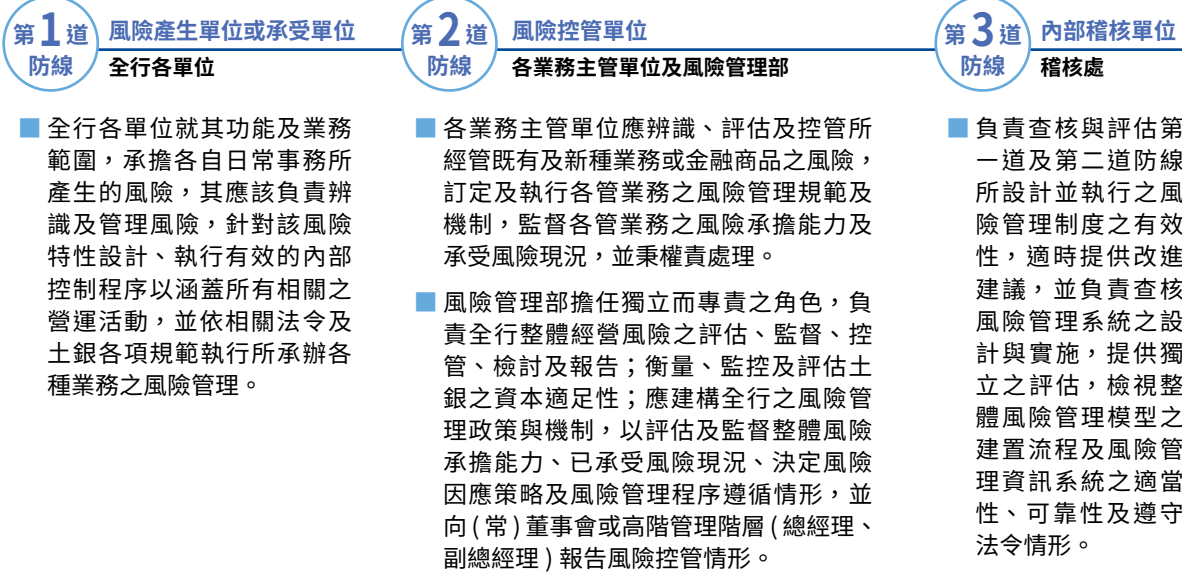 第1道
防線
風險產生單位或承受單位
全行各單位
■ 全行各單位就其功能及業務
範圍，承擔各自日常事務所
產生的風險，其應該負責辨
識及管理風險，針對該風險
特性設計、執行有效的內部
控制程序以涵蓋所有相關之
營運活動，並依相關法令及
土銀各項規範執行所承辦各
種業務之風險管理。
第2道
防線
風險控管單位
各業務主管單位及風險管理部
■ 各業務主管單位應辨識、評估及控管所
經管既有及新種業務或金融商品之風險，
訂定及執行各管業務之風險管理規範及
機制，監督各管業務之風險承擔能力及
承受風險現況，並秉權責處理。
■ 風險管理部擔任獨立而專責之角色，負
責全行整體經營風險之評估、監督、控
管、檢討及報告；衡量、監控及評估土
銀之資本適足性；應建構全行之風險管
理政策與機制，以評估及監督整體風險
承擔能力、已承受風險現況、決定風險
因應策略及風險管理程序遵循情形，並
向(常)董事會或高階管理階層(總經理、
副總經理)報告風險控管情形。
第3道
防線
內部稽核單位
稽核處
■ 負責查核與評估第
一道及第二道防線
所設計並執行之風
險管理制度之有效
性，適時提供改進
建議，並負責查核
風險管理系統之設
計與實施，提供獨
立之評估，檢視整
體風險管理模型之
建置流程及風險管
理資訊系統之適當
性、可靠性及遵守
法令情形。